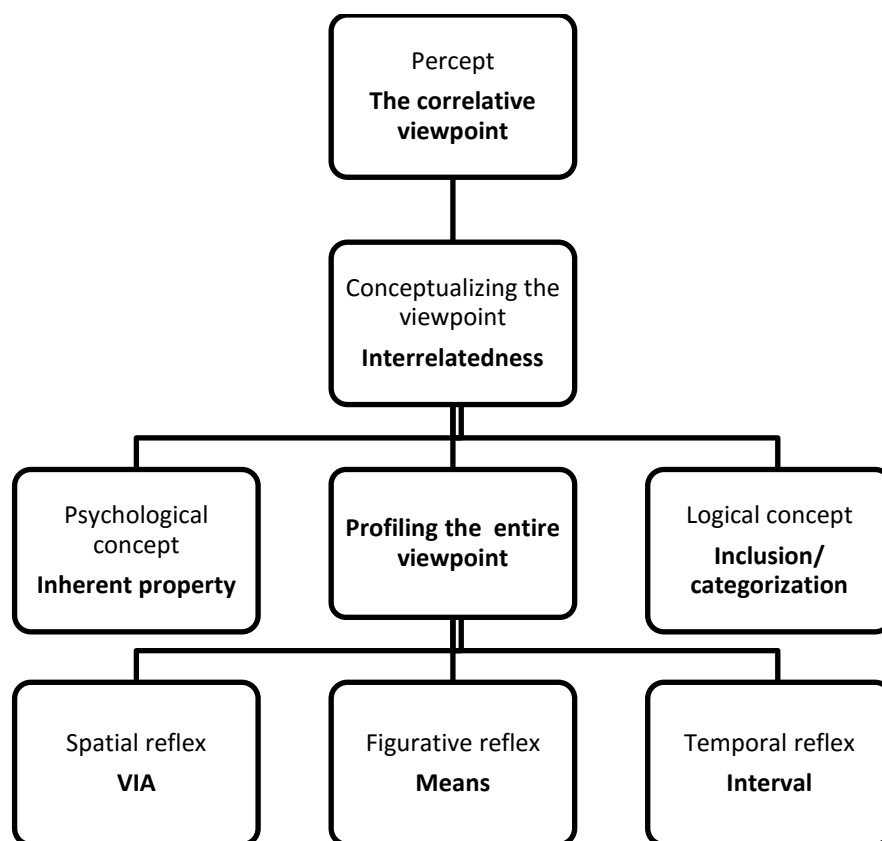 Percept
The correlative
viewpoint
Conceptualizing the
viewpoint
Interrelatedness
Psychological
concept
Inherent property
Profiling the entire
viewpoint
Logical concept
Inclusion/
categorization
Spatial reflex
VIA
Figurative reflex
Means
Temporal reflex
Interval